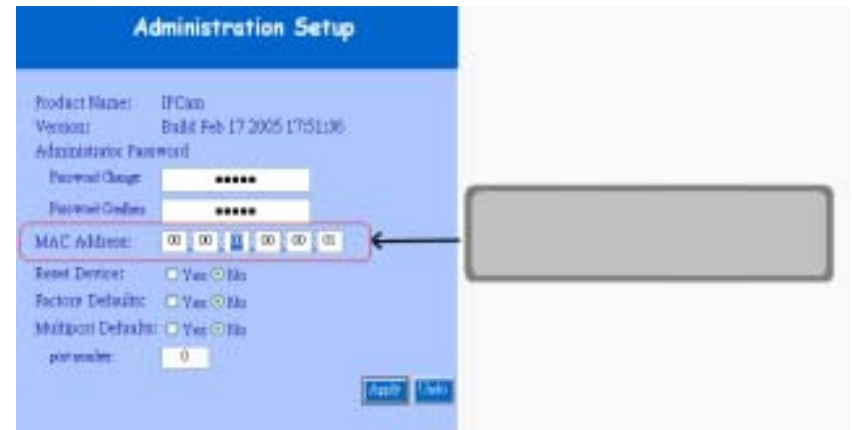 Administration Setup
Product Name: IPCam
Version: Build Feb 17 2005 17:51:36
Administrator Password
Password Change ●●●●●
Password Confirm ●●●●●
MAC Address: 00 : 00 : : 00 : 00 : 01
Reset Device: Yes No
Factory Defaults: Yes No
Multiport Defaults: Yes No
port number: 0
Apply Undo